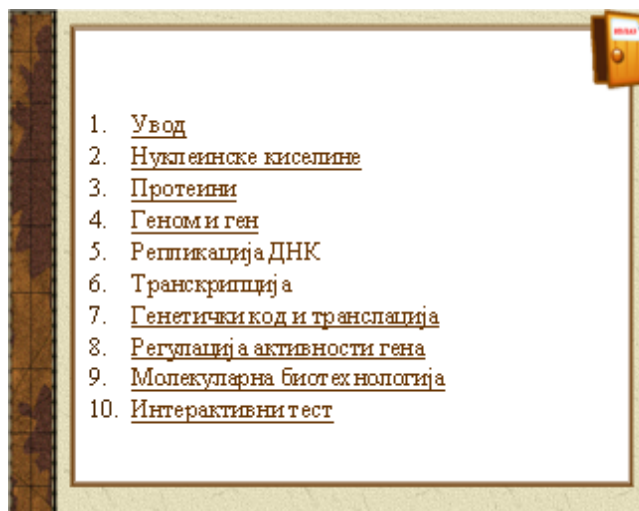 1. Увод
2. Нуклеинске киселине
3. Протеини
4. Геном и ген
5. Репликација ДНК
6. Транскрипција
7. Генетички код и транслација
8. Регулација активности гена
9. Молекуларна биотехнологија
10. Интерактивни тест